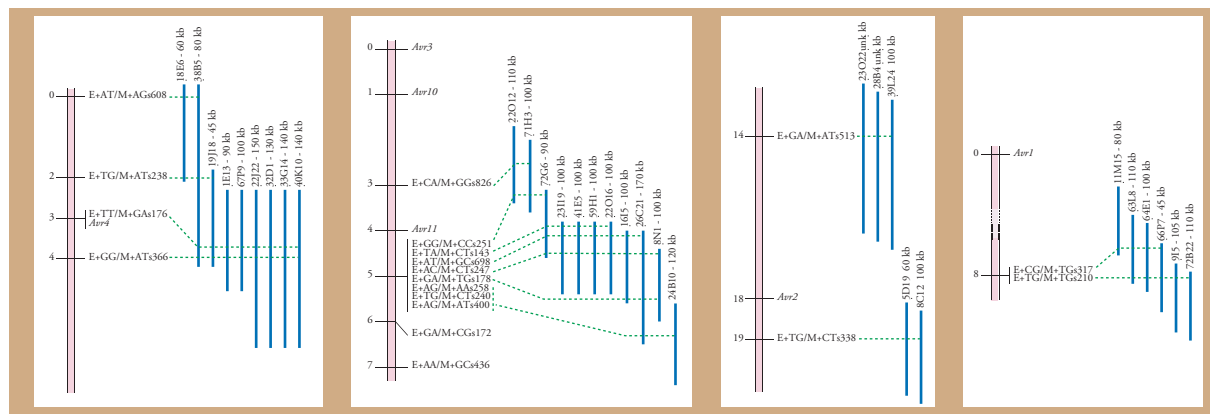 18E6 - 60 kb
38B5 - 80 kb
0
E+AT/M+AGs608
19J18 - 45 kb
1E13 - 90 kb
67P9 - 100 kb
22J22 - 150 kb
32D1 - 130 kb
33G14 - 140 kb
40K10 - 140 kb
2
E+TG/M+ATs238
3
E+TT/M+GAs176
Avr4
4
E+GG/M+ATs366
0
Avr3
1
Avr10
22O12 - 110 kb
71H3 - 100 kb
72G6 - 90 kb
23I19 - 100 kb
41E5 - 100 kb
59H1 - 100 kb
22O16 - 100 kb
16I5 - 100 kb
26C21 - 170 kb
8N1 - 100 kb
24B10 - 120 kb
3
E+CA/M+GGs826
4
Avr11
E+GG/M+CCs251
E+TA/M+CTs143
E+AT/M+GCs698
E+AC/M+CTs247
5
E+GA/M+TGs178
E+AG/M+AAs258
E+TG/M+CTs240
E+AG/M+ATs400
6
E+GA/M+CGs172
7
E+AA/M+GCs436
23O22 unk kb
28B4 unk kb
39L24 100 kb
14
E+GA/M+ATs513
5D19 60 kb
8C12 100 kb
18
Avr2
19
E+TG/M+CTs338
0
Avr1
11M15 - 80 kb
63L8 - 110 kb
64E1 - 100 kb
66P7 - 45 kb
9I5 - 105 kb
72B22 - 110 kb
8
E+CG/M+TGs317
E+TG/M+TGs210